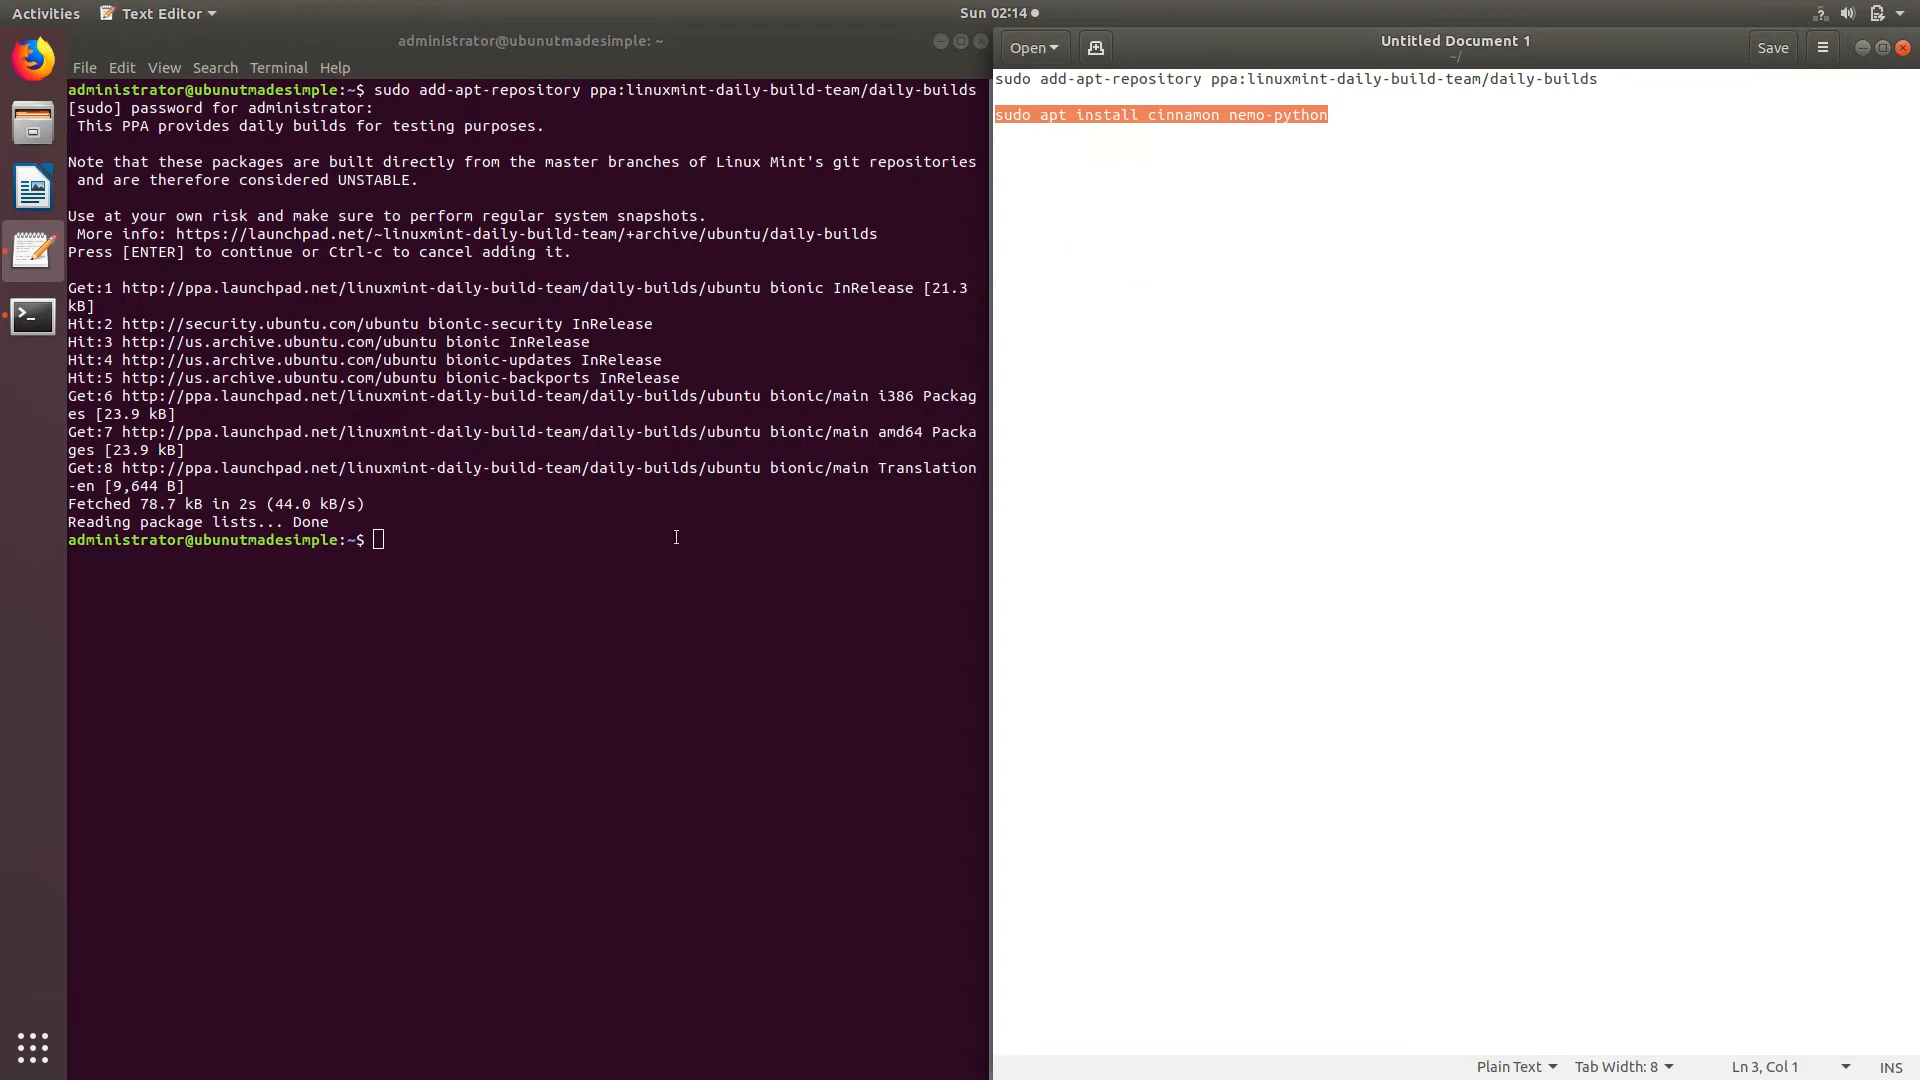 Activities
Text Editor
Sun 02:14
administrator@ubunutmadesimple: ~
File Edit View Search Terminal Help
administrator@ubunutmadesimple:~$ sudo add-apt-repository ppa:linuxmint-daily-build-team/daily-builds
[sudo] password for administrator:
This PPA provides daily builds for testing purposes.
Note that these packages are built directly from the master branches of Linux Mint's git repositories
and are therefore considered UNSTABLE.
Use at your own risk and make sure to perform regular system snapshots.
More info: https://launchpad.net/~linuxmint-daily-build-team/+archive/ubuntu/daily-builds
Press [ENTER] to continue or Ctrl-c to cancel adding it.
Get:1 http://ppa.launchpad.net/linuxmint-daily-build-team/daily-builds/ubuntu bionic InRelease [21.3
kB]
Hit:2 http://security.ubuntu.com/ubuntu bionic-security InRelease
Hit:3 http://us.archive.ubuntu.com/ubuntu bionic InRelease
Hit:4 http://us.archive.ubuntu.com/ubuntu bionic-updates InRelease
Hit:5 http://us.archive.ubuntu.com/ubuntu bionic-backports InRelease
Get:6 http://ppa.launchpad.net/linuxmint-daily-build-team/daily-builds/ubuntu bionic/main i386 Packag
es [23.9 kB]
Get:7 http://ppa.launchpad.net/linuxmint-daily-build-team/daily-builds/ubuntu bionic/main amd64 Packa
ges [23.9 kB]
Get:8 http://ppa.launchpad.net/linuxmint-daily-build-team/daily-builds/ubuntu bionic/main Translation
-en [9,644 B]
Fetched 78.7 kB in 2s (44.0 kB/s)
Reading package lists... Done
administrator@ubunutmadesimple:~$
Open
Untitled Document 1
~/
Save
sudo add-apt-repository ppa:linuxmint-daily-build-team/daily-builds
sudo apt install cinnamon nemo-python
Plain Text
Tab Width: 8
Ln 3, Col 1
INS